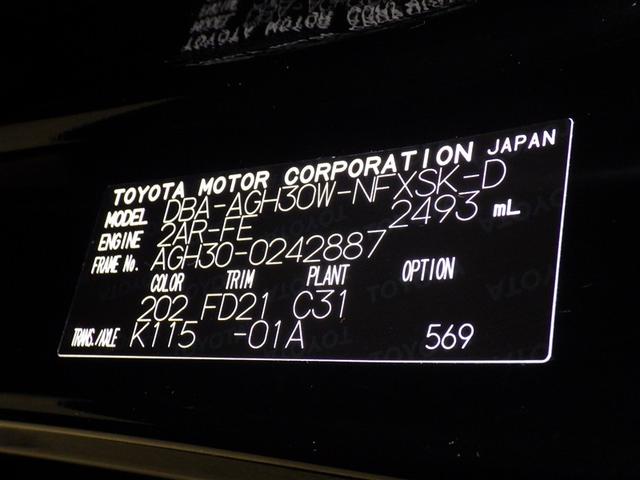 TOYOTA MOTOR CORPORATION JAPAN
MODEL DBA-AGH30W-NFXSK-D
ENGINE 2AR-FE 2493 mL
FRAME No. AGH30-0242887
COLOR TRIM PLANT OPTION
202 FD21 C31
TRANS./AXLE K115 -01A 569